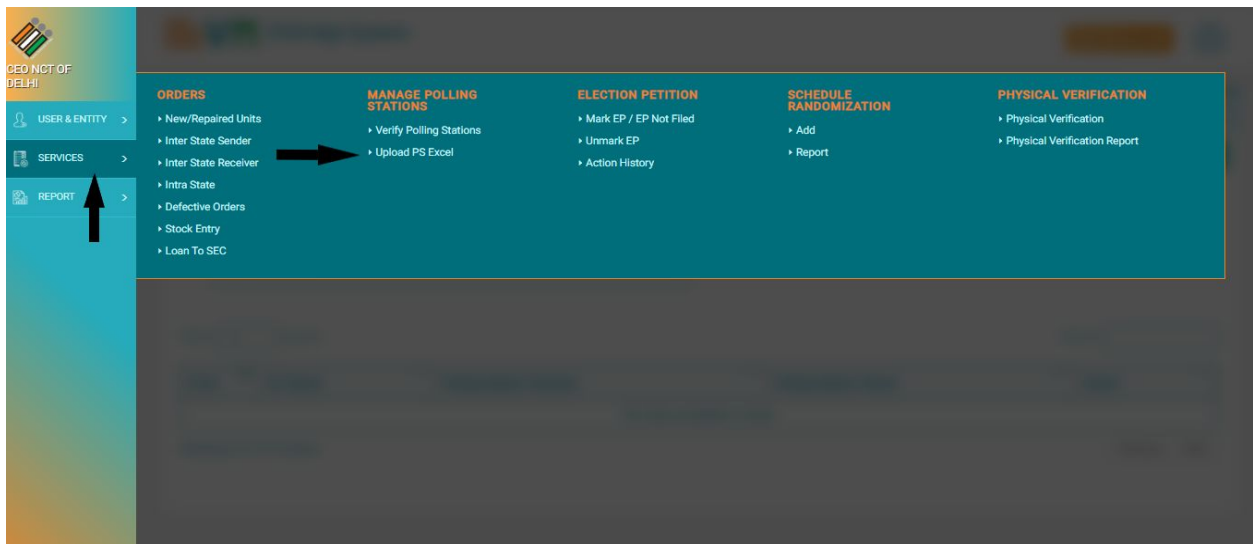 CEO NCT OF
DELHI
USER & ENTITY
SERVICES
REPORT
ORDERS
New/Repaired Units
Inter State Sender
Inter State Receiver
Intra State
Defective Orders
Stock Entry
Loan To SEC
MANAGE POLLING
STATIONS
Verify Polling Stations
Upload PS Excel
ELECTION PETITION
Mark EP / EP Not Filed
Unmark EP
Action History
SCHEDULE
RANDOMIZATION
Add
Report
PHYSICAL VERIFICATION
Physical Verification
Physical Verification Report